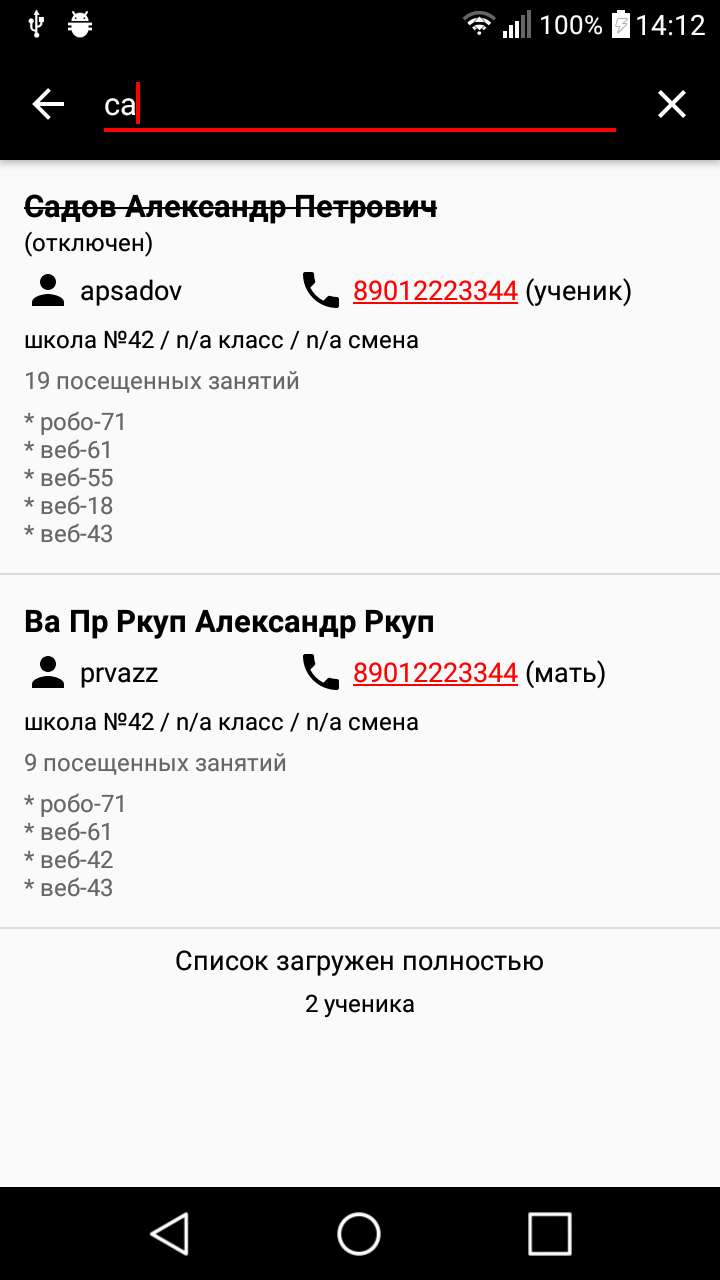 100% 14:12
са
Садов Александр Петрович
(отключен)
apsadov 89012223344 (ученик)
школа №42 / n/a класс / n/a смена
19 посещенных занятий
* робо-71
* веб-61
* веб-55
* веб-18
* веб-43
Ва Пр Ркуп Александр Ркуп
prvazz 89012223344 (мать)
школа №42 / n/a класс / n/a смена
9 посещенных занятий
* робо-71
* веб-61
* веб-42
* веб-43
Список загружен полностью
2 ученика